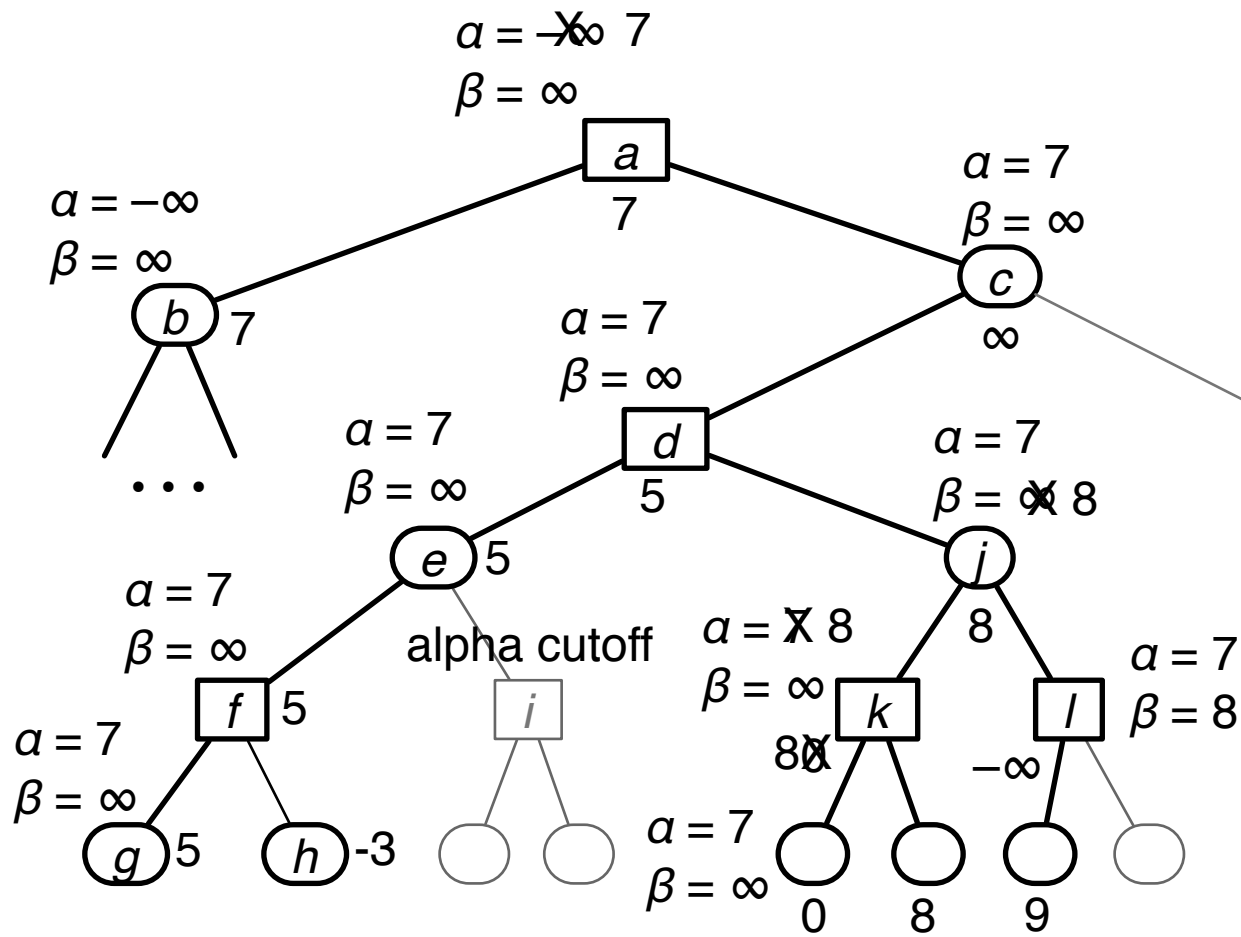 α = –∞ X 7
β = ∞
a
7
α = 7
β = ∞
c
∞
α = –∞
β = ∞
b
7
...
α = 7
β = ∞
d
5
α = 7
β = ∞
e
5
α = 7
β = ∞ X 8
j
8
α = 7
β = ∞
f
5
alpha cutoff
i
α = 7 X 8
β = ∞
k
8 0 X
α = 7
β = 8
l
–∞
α = 7
β = ∞
g
5
h
-3
α = 7
β = ∞
0
8
9